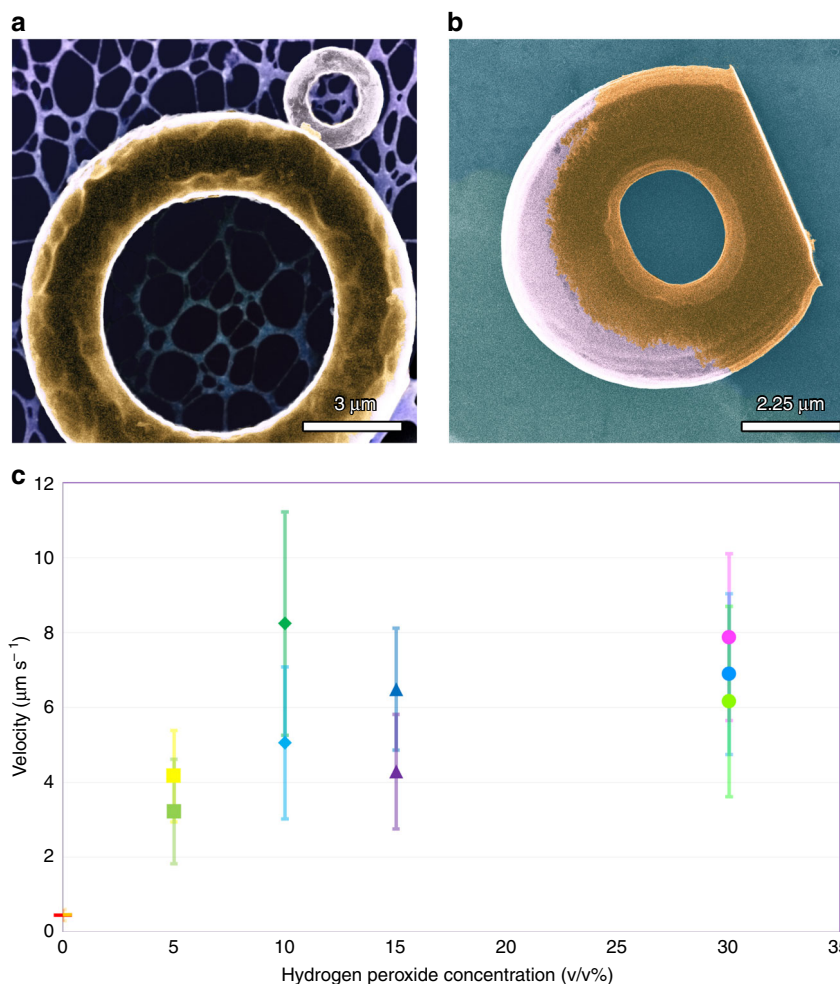 a
b
3 μm
2.25 μm
c
12
10
8
6
4
2
0
Velocity (μm s⁻¹)
0 5 10 15 20 25 30
Hydrogen peroxide concentration (v/v%)